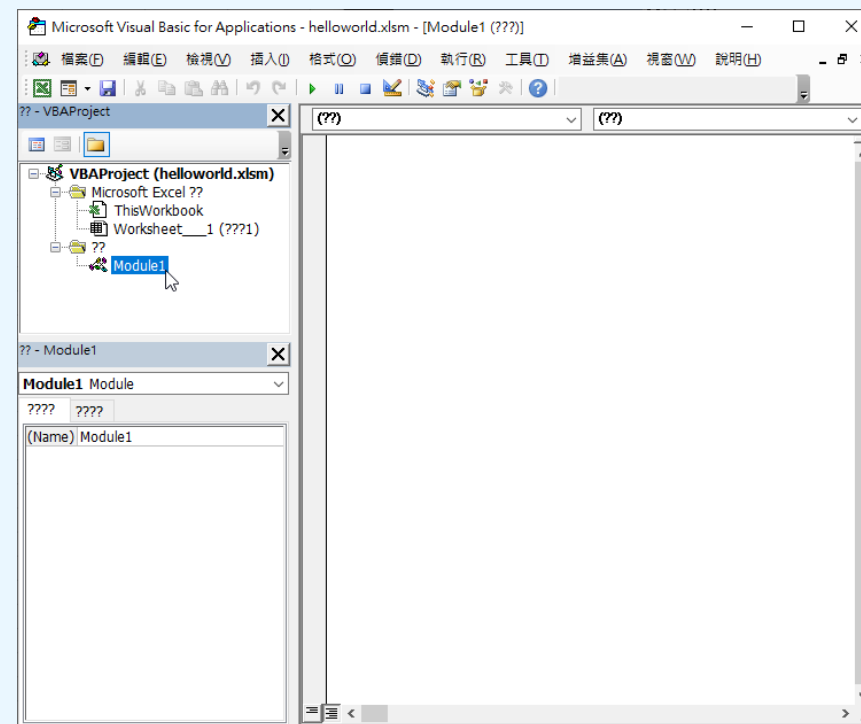 Microsoft Visual Basic for Applications - helloworld.xlsm - [Module1 (???)]
檔案(F) 編輯(E) 檢視(V) 插入(I) 格式(O) 偵錯(D) 執行(R) 工具(T) 增益集(A) 視窗(W) 說明(H)
?? - VBAProject
(??) (??)
VBAProject (helloworld.xlsm)
Microsoft Excel ??
ThisWorkbook
Worksheet___1 (???1)
??
Module1
?? - Module1
Module1 Module
???? ????
(Name) Module1